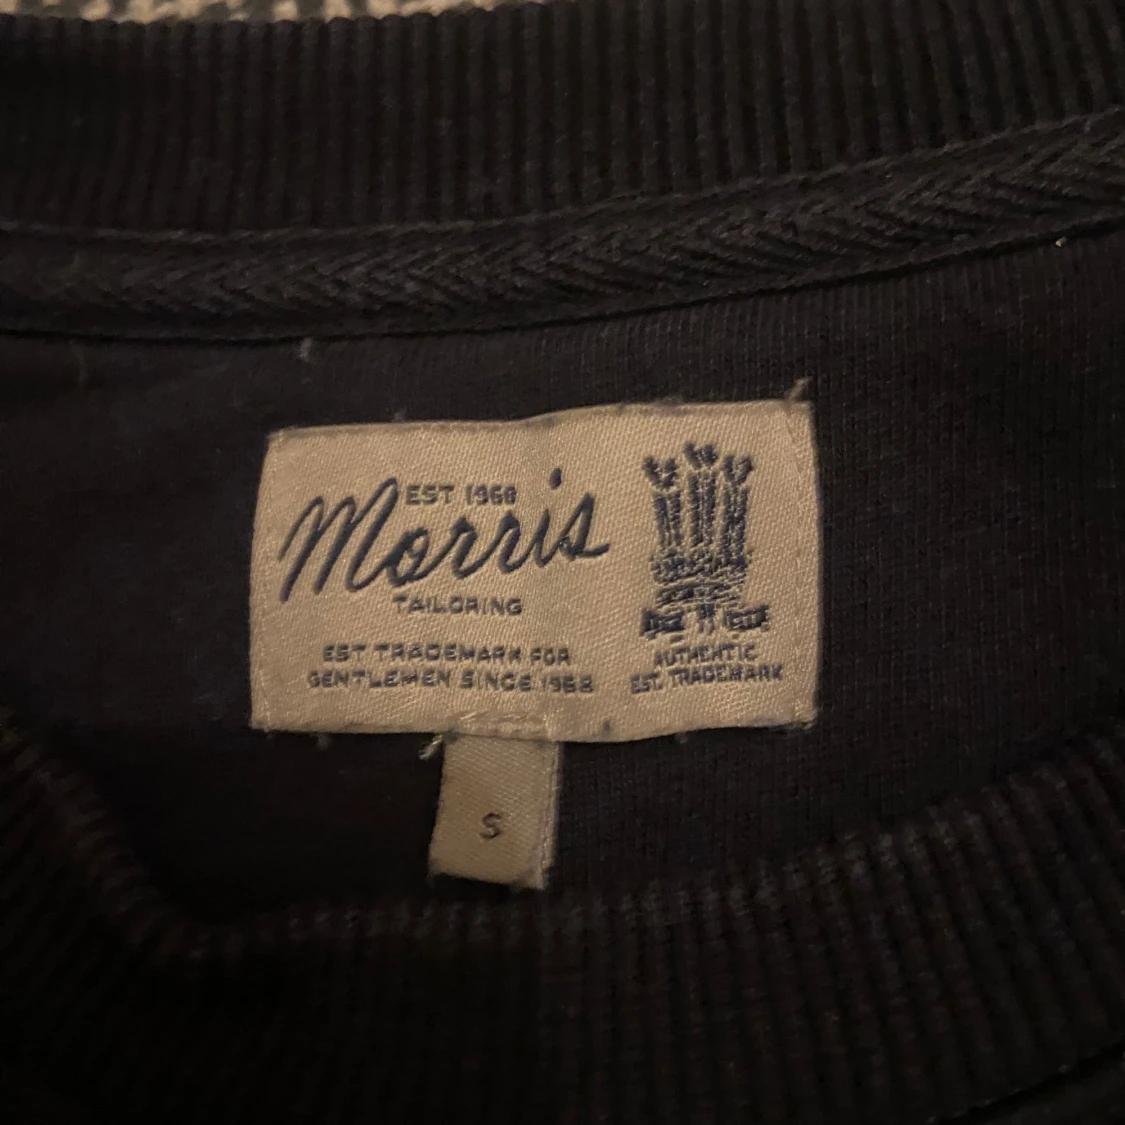 EST 1968
Morris
TAILORING
EST TRADEMARK FOR
GENTLEMEN SINCE 1968
AUTHENTIC
EST. TRADEMARK
S